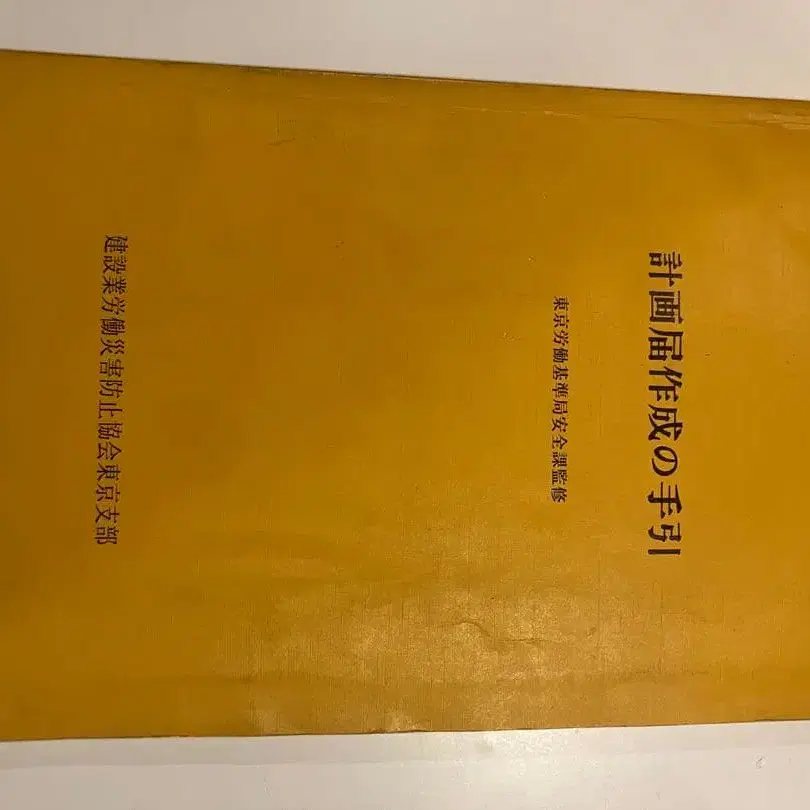 計画届作成の手引
東京労働基準局安全課監修
建設業労働災害防止協会東京支部